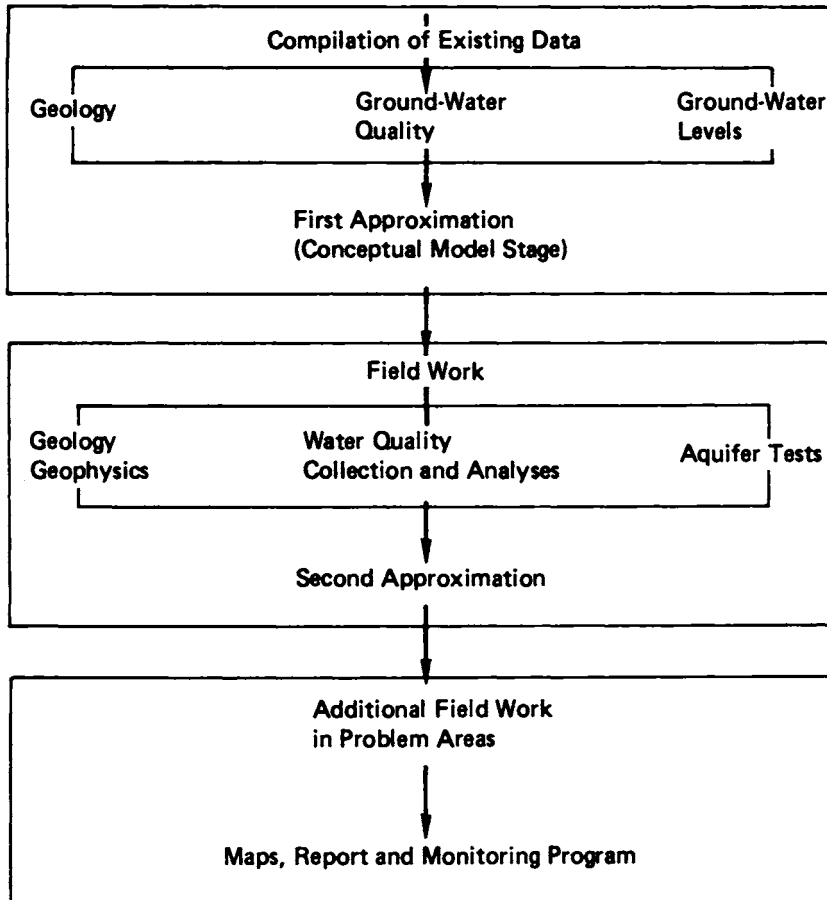 Compilation of Existing Data
Geology
Ground-Water
Quality
Ground-Water
Levels
First Approximation
(Conceptual Model Stage)
Field Work
Geology
Geophysics
Water Quality
Collection and Analyses
Aquifer Tests
Second Approximation
Additional Field Work
in Problem Areas
Maps, Report and Monitoring Program